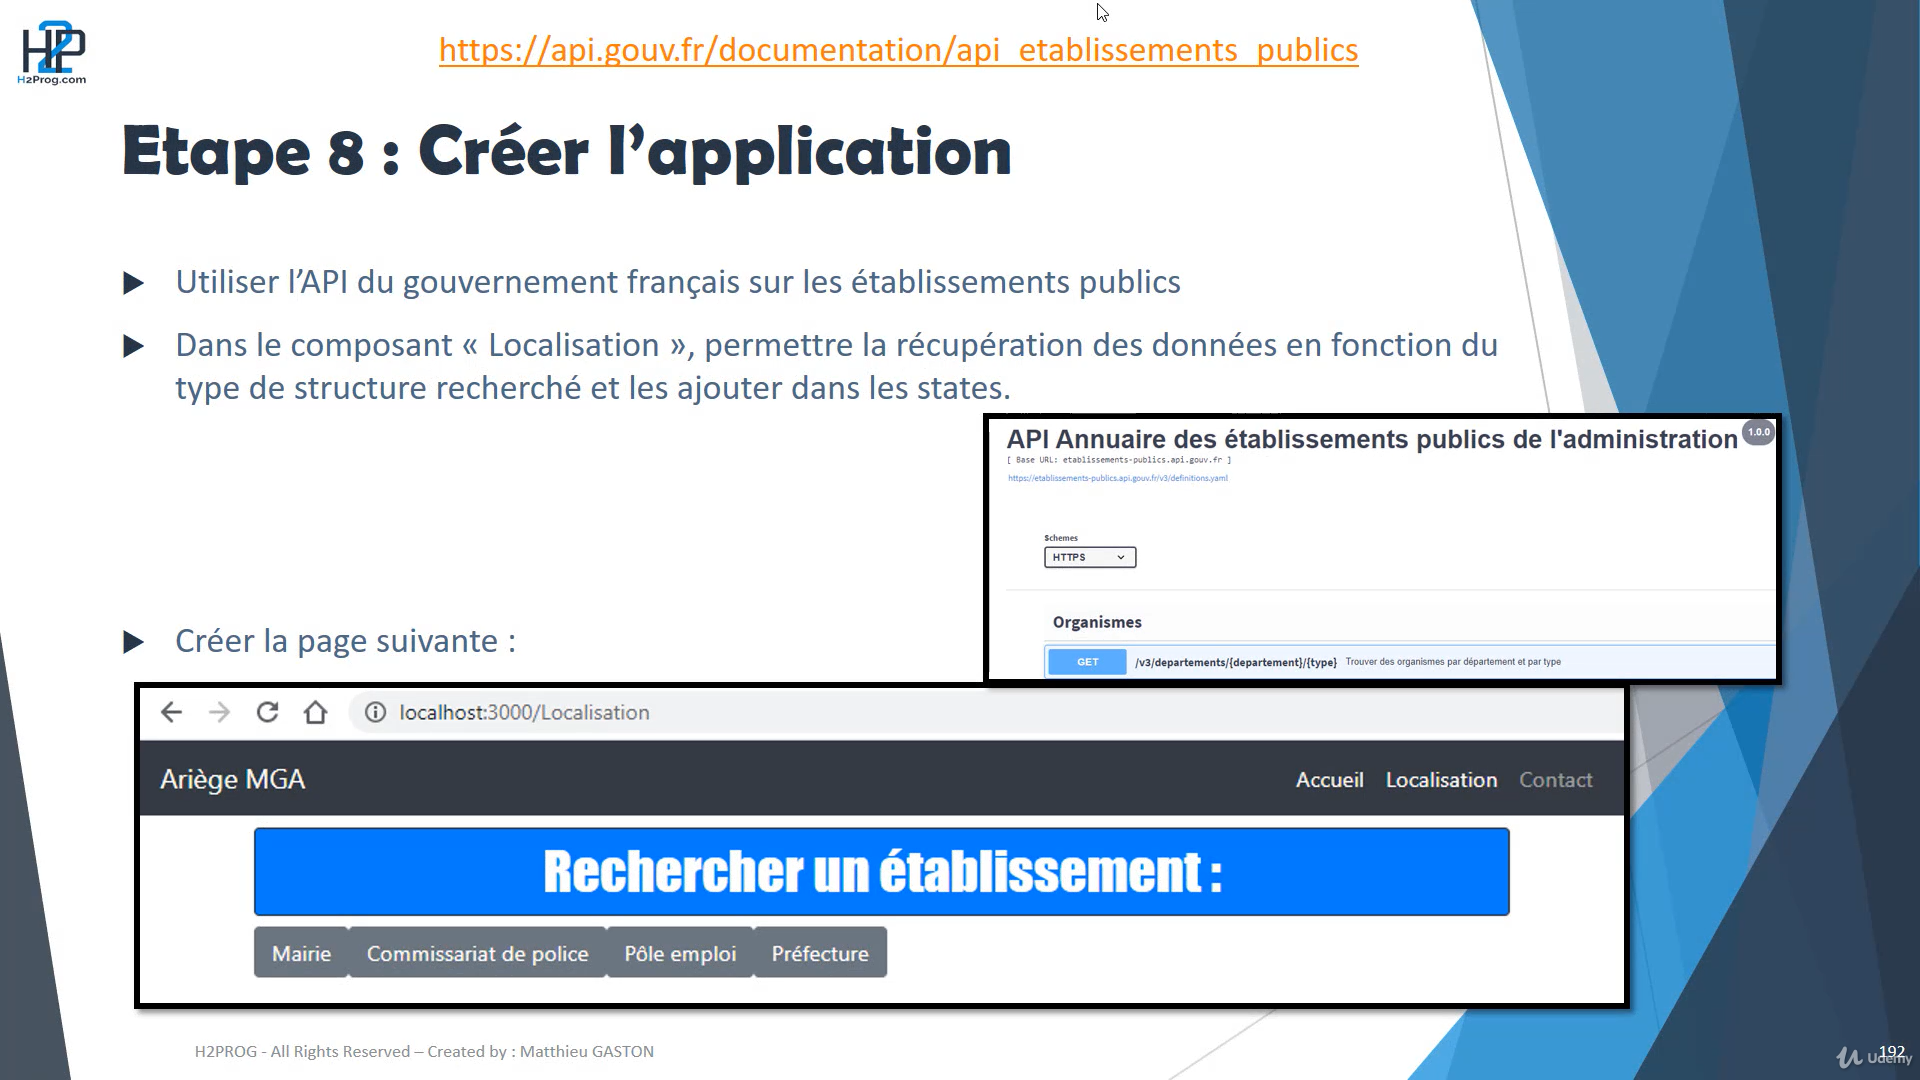 H2P
H2Prog.com
https://api.gouv.fr/documentation/api_etablissements_publics
Etape 8 : Créer l’application
Utiliser l’API du gouvernement français sur les établissements publics
Dans le composant « Localisation », permettre la récupération des données en fonction du
type de structure recherché et les ajouter dans les states.
API Annuaire des établissements publics de l'administration 1.0.0
[ Base URL: etablissements-publics.api.gouv.fr ]
https://etablissements-publics.api.gouv.fr/v3/definitions.yaml
Schemes
HTTPS
Organismes
GET /v3/departements/{departement}/{type} Trouver des organismes par département et par type
Créer la page suivante :
localhost:3000/Localisation
Ariège MGA Accueil Localisation Contact
Rechercher un établissement :
Mairie Commissariat de police Pôle emploi Préfecture
H2PROG - All Rights Reserved – Created by : Matthieu GASTON
192
Udemy